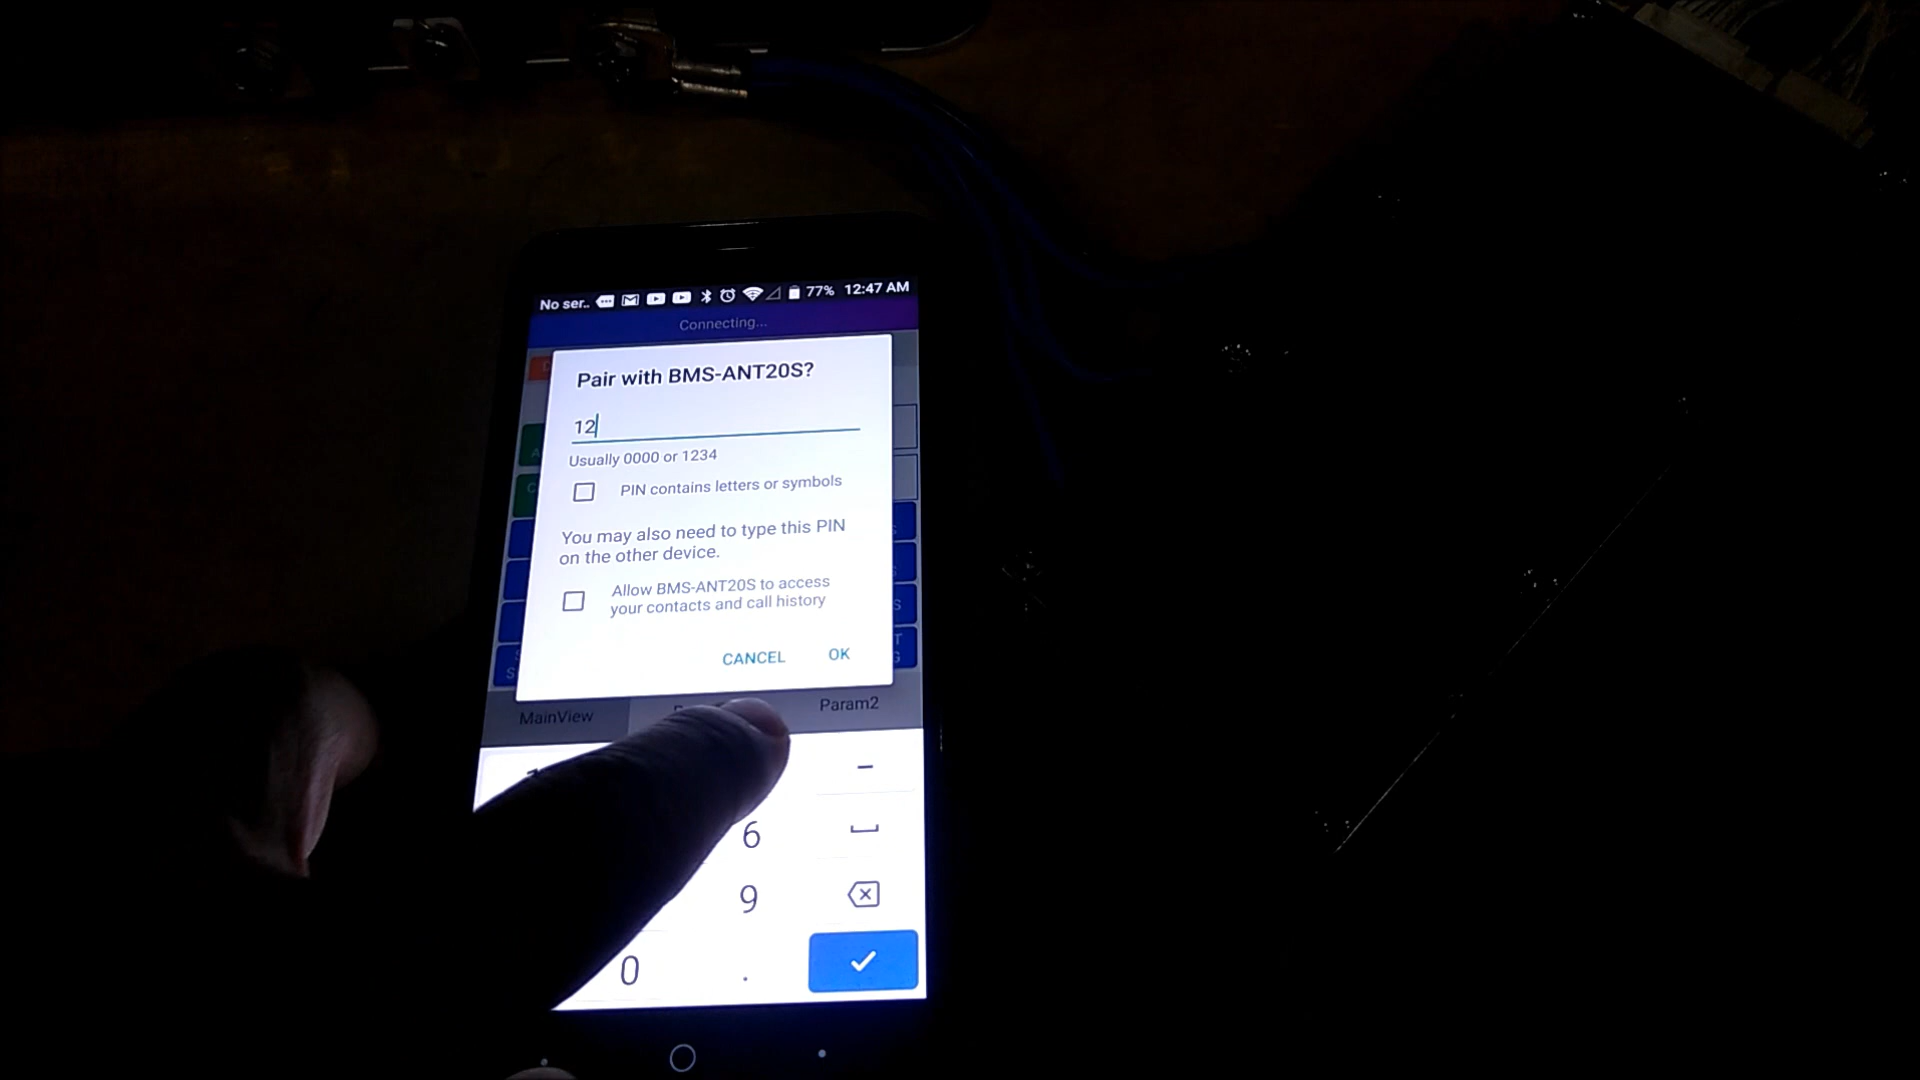 No ser.. 77% 12:47 AM
Connecting...
Pair with BMS-ANT20S?
12
Usually 0000 or 1234
PIN contains letters or symbols
You may also need to type this PIN
on the other device.
Allow BMS-ANT20S to access
your contacts and call history
CANCEL OK
MainView Param2
–
6
9
0 .